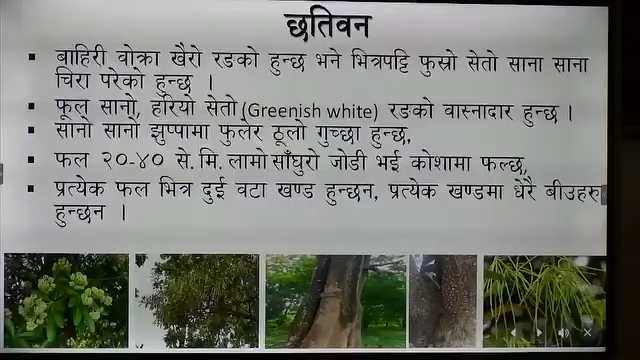 छतिवन
बाहिरी वोक्रा खैरो रङको हुन्छ भने भित्रपट्टि फुस्रो सेतो साना साना
चिरा परेको हुन्छ ।
फूल सानो, हरियो सेतो (Greenish white) रङको वास्नादार हुन्छ ।
सानो सानो झुप्पामा फुलेर ठूलो गुच्छा हुन्छ,
फल २०-४० से.मि. लामो साँघुरो जोडी भई कोशामा फल्छ,
प्रत्येक फल भित्र दुई वटा खण्ड हुन्छन, प्रत्येक खण्डमा धेरै बीउहरु
हुन्छन ।